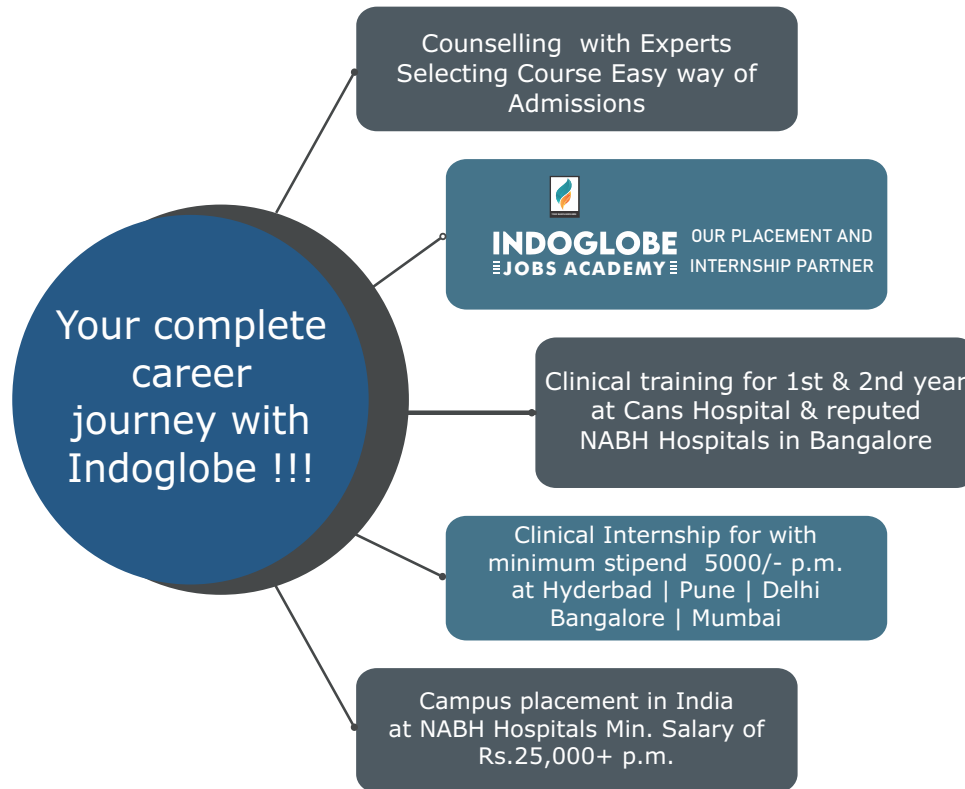 Counselling with Experts
Selecting Course Easy way of
Admissions
INDOGLOBE
JOBS ACADEMY
OUR PLACEMENT AND
INTERNSHIP PARTNER
Your complete
career
journey with
Indoglobe !!!
Clinical training for 1st & 2nd year
at Cans Hospital & reputed
NABH Hospitals in Bangalore
Clinical Internship for with
minimum stipend 5000/- p.m.
at Hyderbad | Pune | Delhi
Bangalore | Mumbai
Campus placement in India
at NABH Hospitals Min. Salary of
Rs.25,000+ p.m.